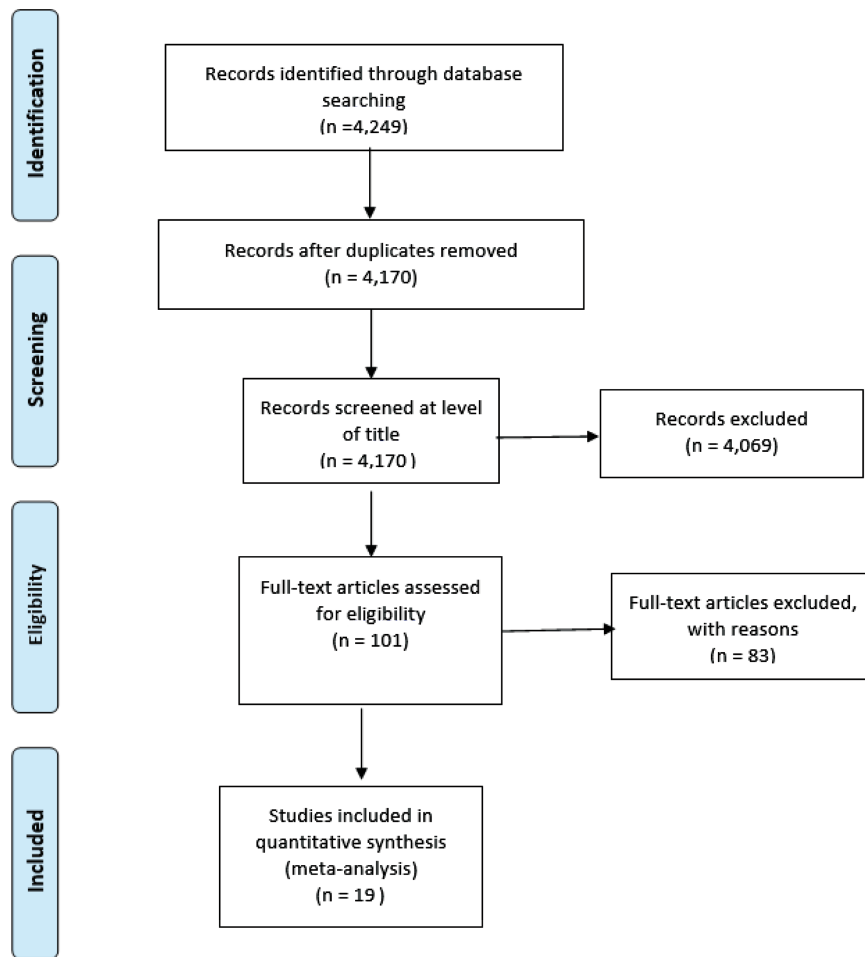 Identification
Records identified through database
searching
(n =4,249)
Records after duplicates removed
(n = 4,170)
Screening
Records screened at level
of title
(n = 4,170 )
Records excluded
(n = 4,069)
Eligibility
Full-text articles assessed
for eligibility
(n = 101)
Full-text articles excluded,
with reasons
(n = 83)
Included
Studies included in
quantitative synthesis
(meta-analysis)
(n = 19 )